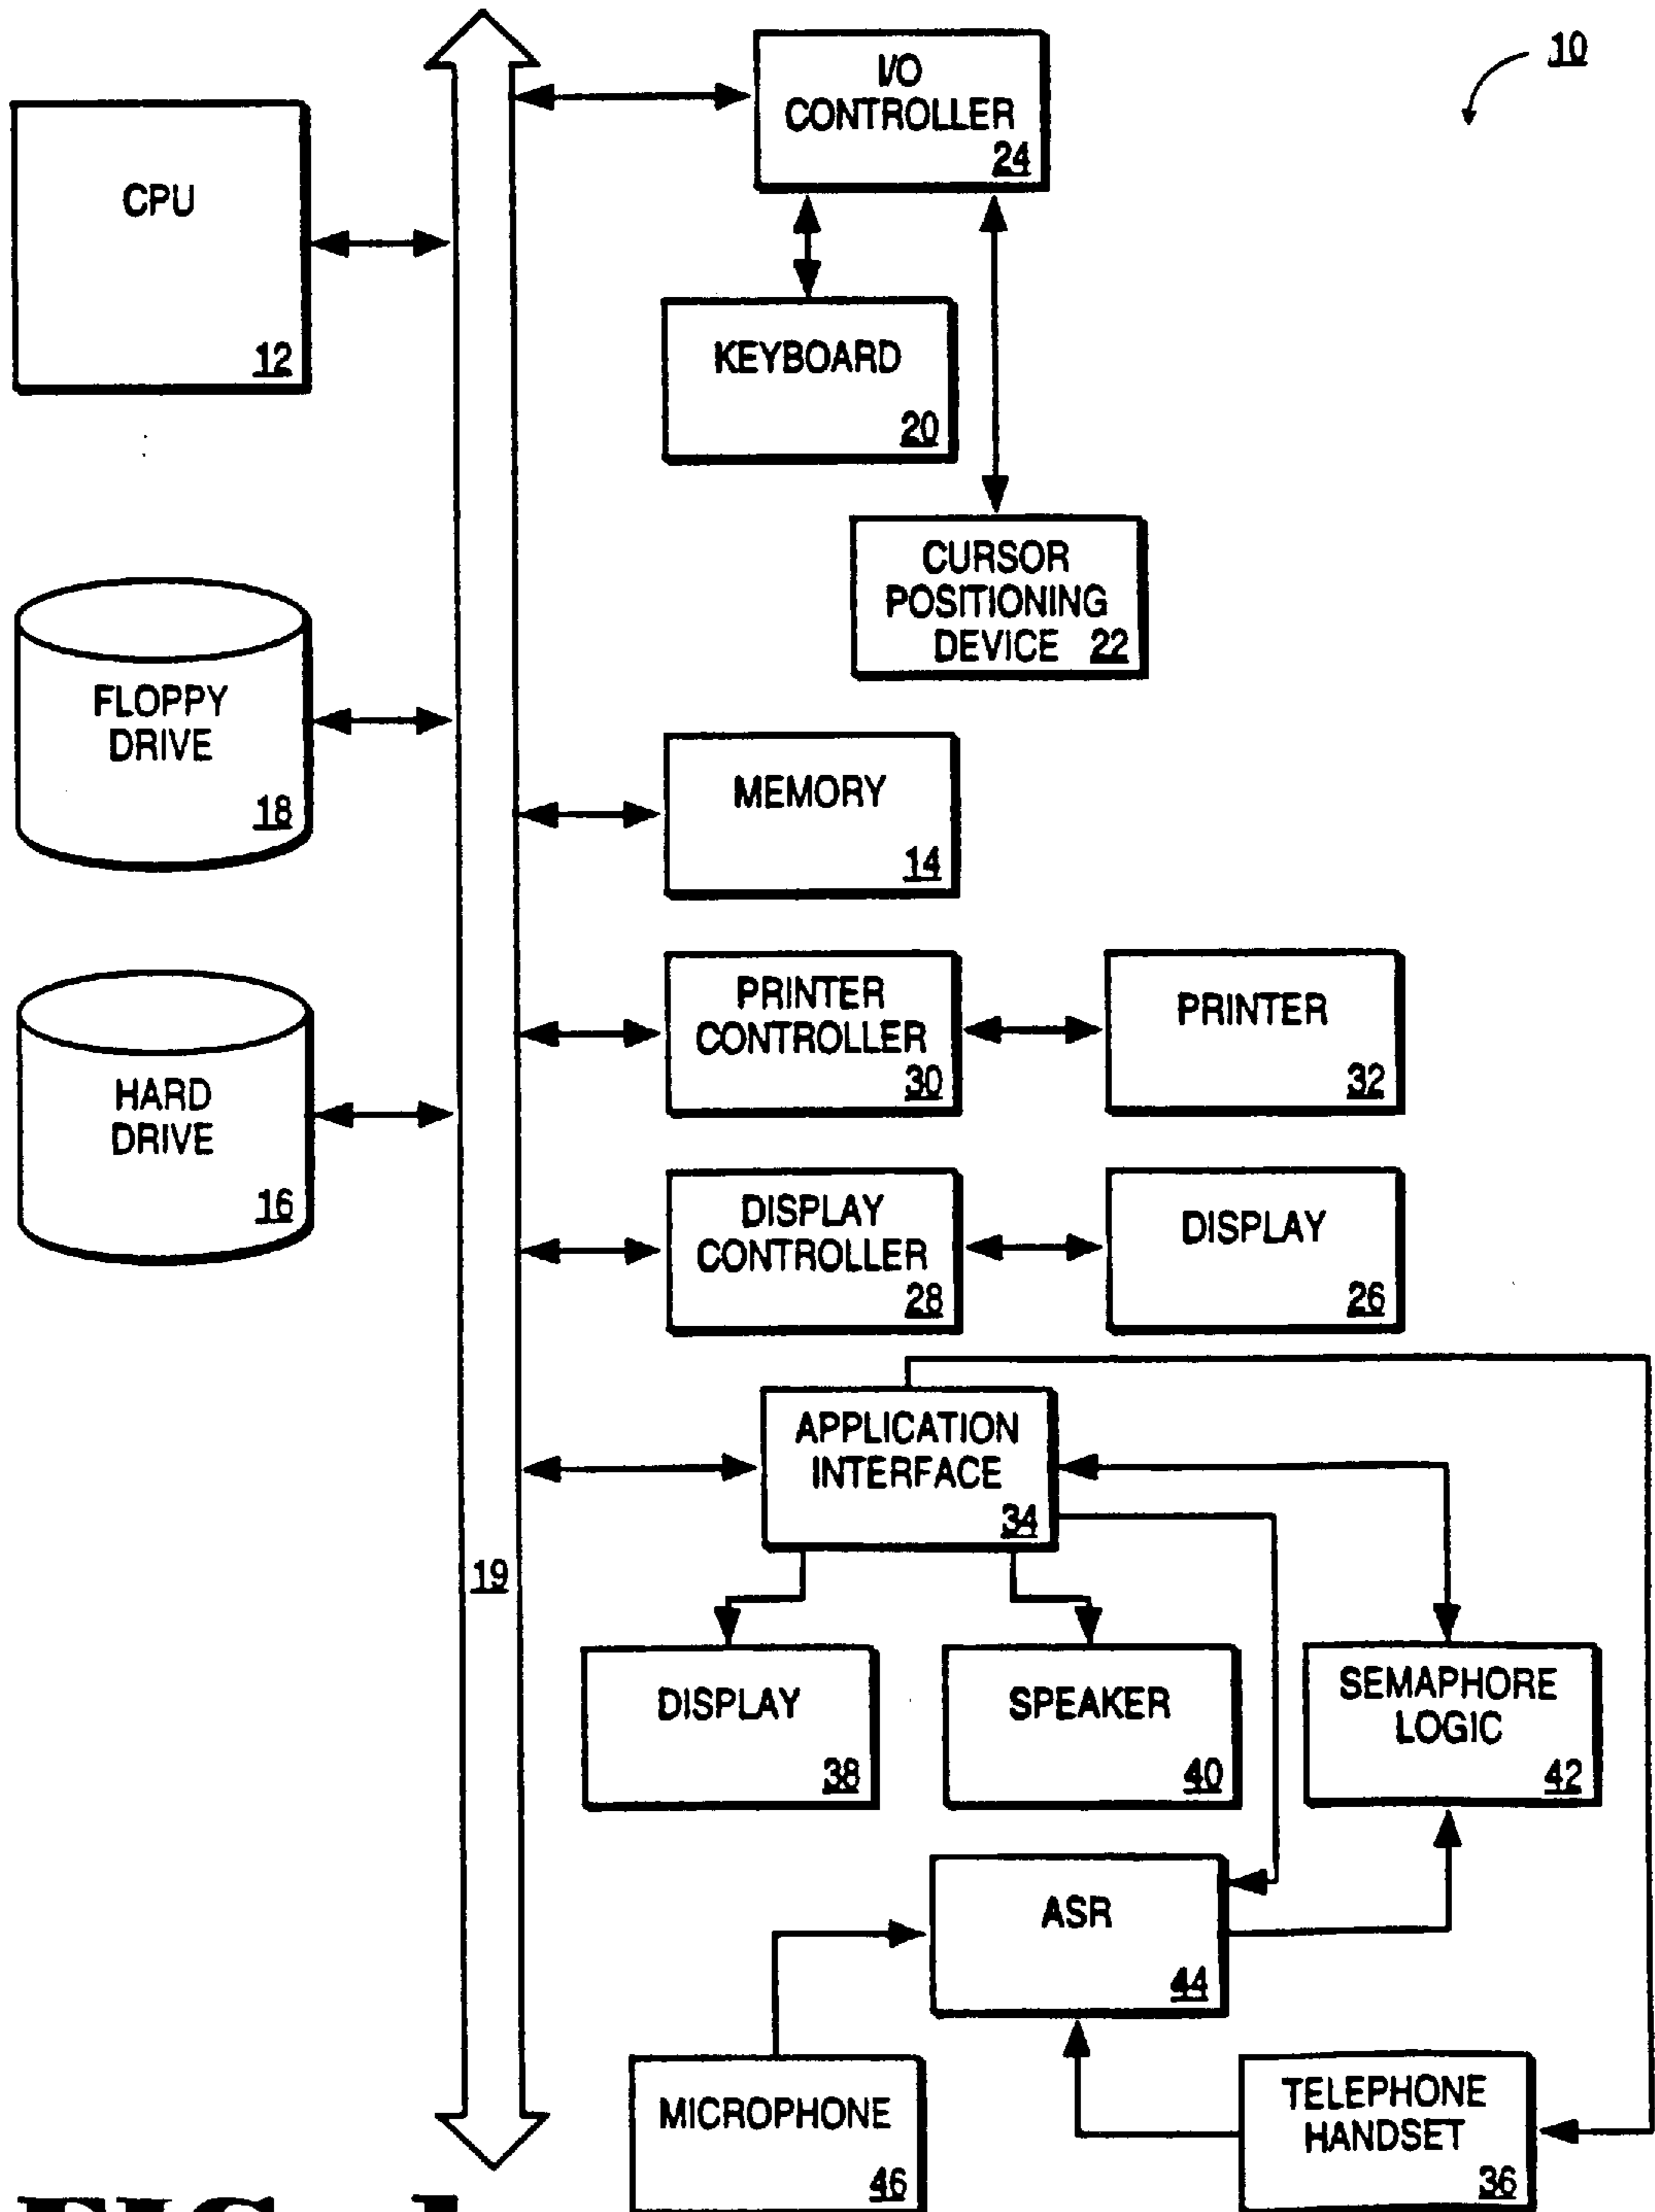 10
I/O
CONTROLLER
24
CPU
12
KEYBOARD
20
CURSOR
POSITIONING
DEVICE 22
FLOPPY
DRIVE
18
MEMORY
14
PRINTER
CONTROLLER
30
PRINTER
32
HARD
DRIVE
16
DISPLAY
CONTROLLER
28
DISPLAY
26
APPLICATION
INTERFACE
34
19
DISPLAY
38
SPEAKER
40
SEMAPHORE
LOGIC
42
ASR
44
MICROPHONE
46
TELEPHONE
HANDSET
36